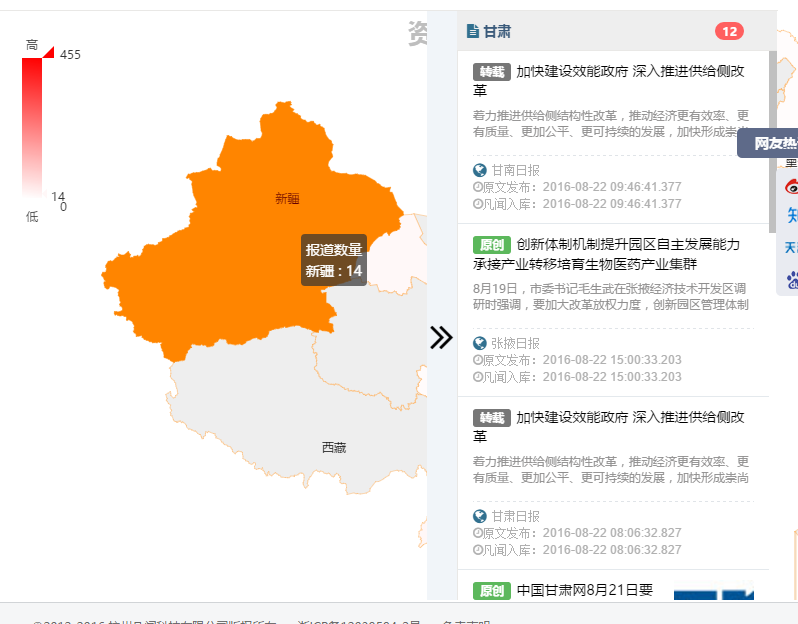 高
455
14
0
低
资
新疆
报道数量
新疆 : 14
西藏
甘肃
12
转载 加快建设效能政府 深入推进供给侧改
革
着力推进供给侧结构性改革，推动经济更有效率、更
有质量、更加公平、更可持续的发展，加快形成崇尚
甘南日报
原文发布：2016-08-22 09:46:41.377
凡闻入库：2016-08-22 09:46:41.377
原创 创新体制机制提升园区自主发展能力
承接产业转移培育生物医药产业集群
8月19日，市委书记毛生武在张掖经济技术开发区调
研时强调，要加大改革放权力度，创新园区管理体制
张掖日报
原文发布：2016-08-22 15:00:33.203
凡闻入库：2016-08-22 15:00:33.203
转载 加快建设效能政府 深入推进供给侧改
革
着力推进供给侧结构性改革，推动经济更有效率、更
有质量、更加公平、更可持续的发展，加快形成崇尚
甘肃日报
原文发布：2016-08-22 08:06:32.827
凡闻入库：2016-08-22 08:06:32.827
原创 中国甘肃网8月21日要
网友热
知
天